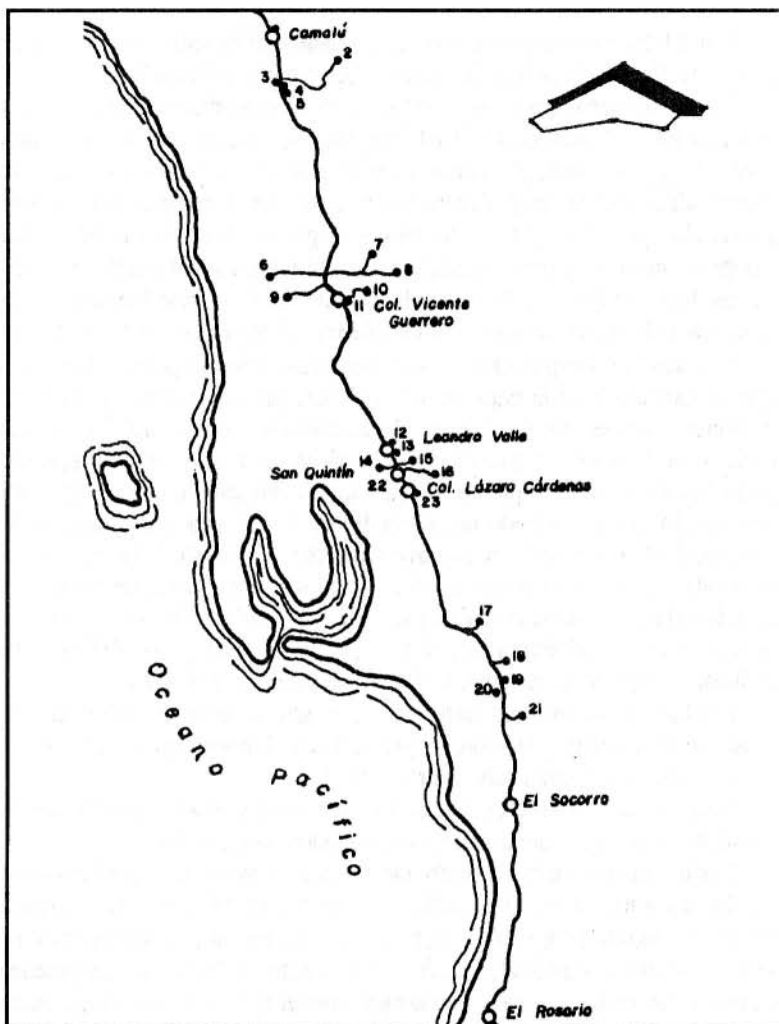 Camalú
2
3
4
5
7
6
8
9
10
11
Col. Vicente
Guerrero
12
13
Leandro Valle
14
15
16
San Quintín
22
Col. Lázaro Cárdenas
23
17
18
19
20
21
Oceano Pacífico
El Socorro
El Rosario